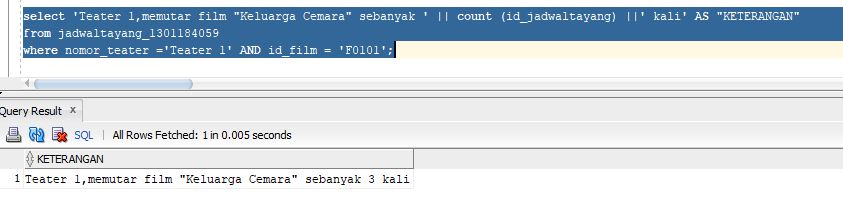 select 'Teater 1,memutar film "Keluarga Cemara" sebanyak ' || count (id_jadwaltayang) ||' kali' AS "KETERANGAN"
from jadwaltayang_1301184059
where nomor_teater ='Teater 1' AND id_film = 'F0101';
Query Result x
SQL | All Rows Fetched: 1 in 0.005 seconds
KETERANGAN
1 Teater 1,memutar film "Keluarga Cemara" sebanyak 3 kali